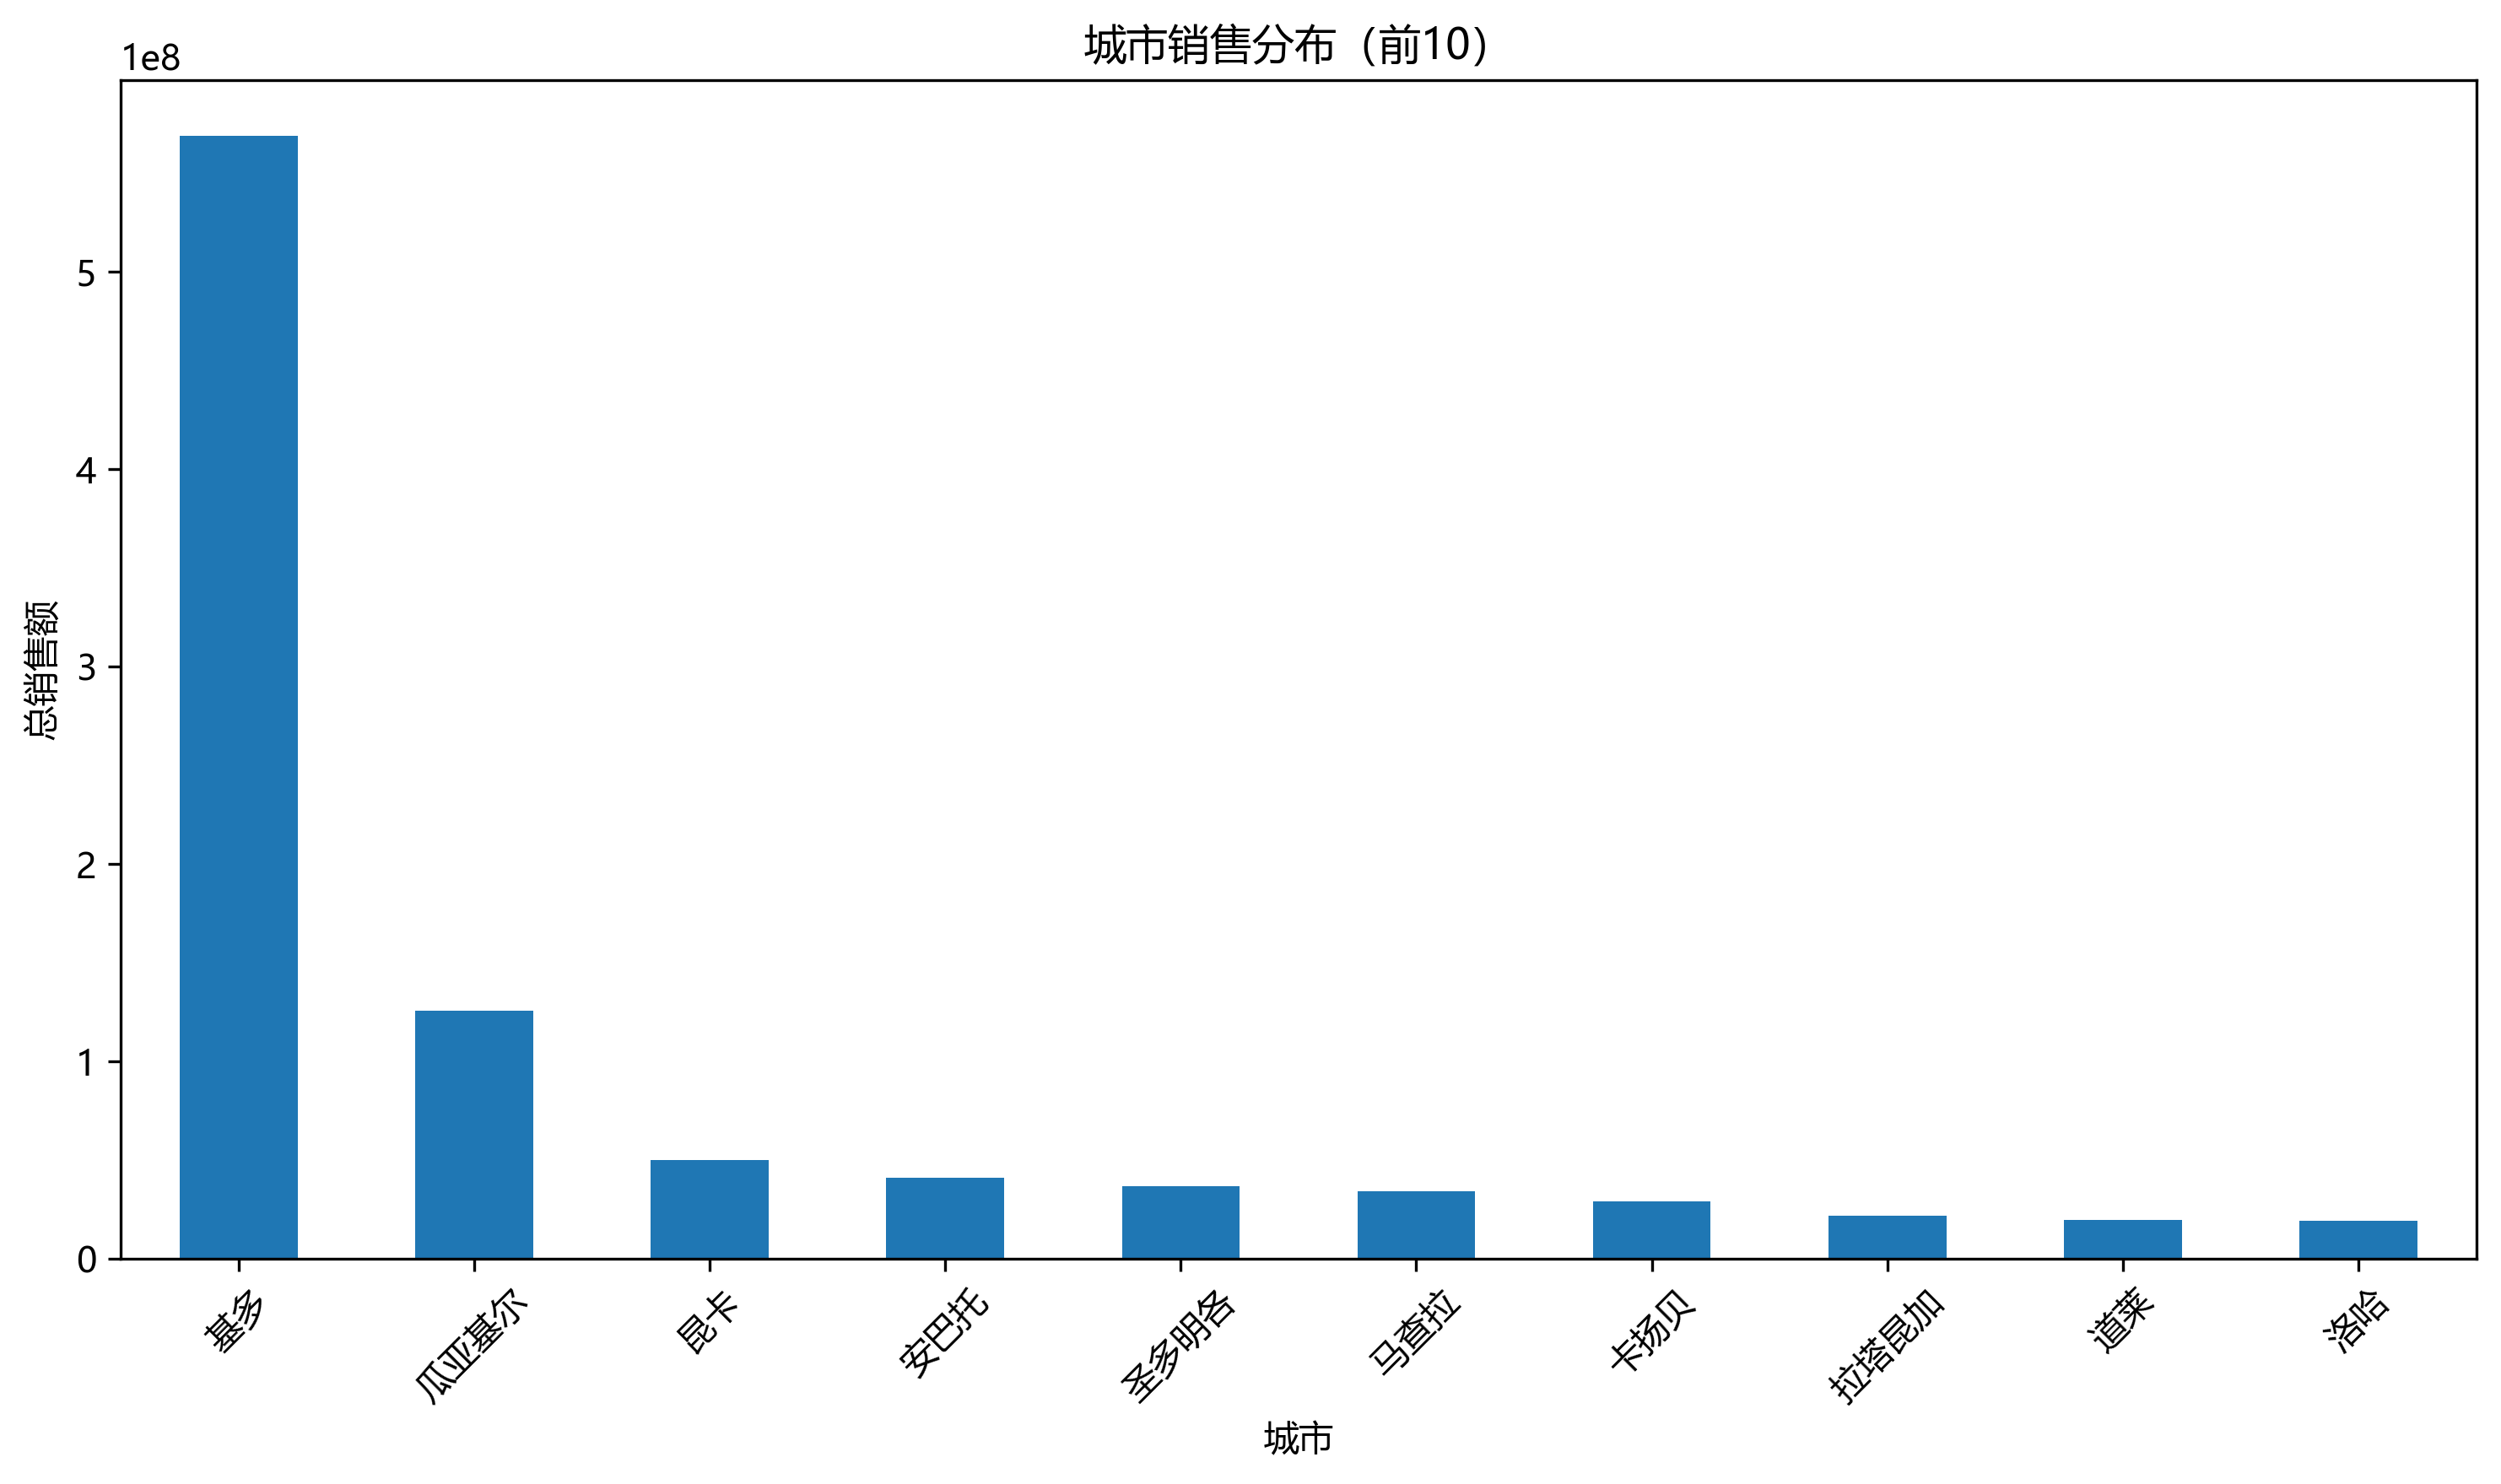 城市销售分布（前10）
1e8
5
4
3
2
1
0
总销售额
基多
瓜亚基尔
昆卡
安巴托
圣多明各
马查拉
卡扬贝
拉塔昆加
道莱
洛哈
城市